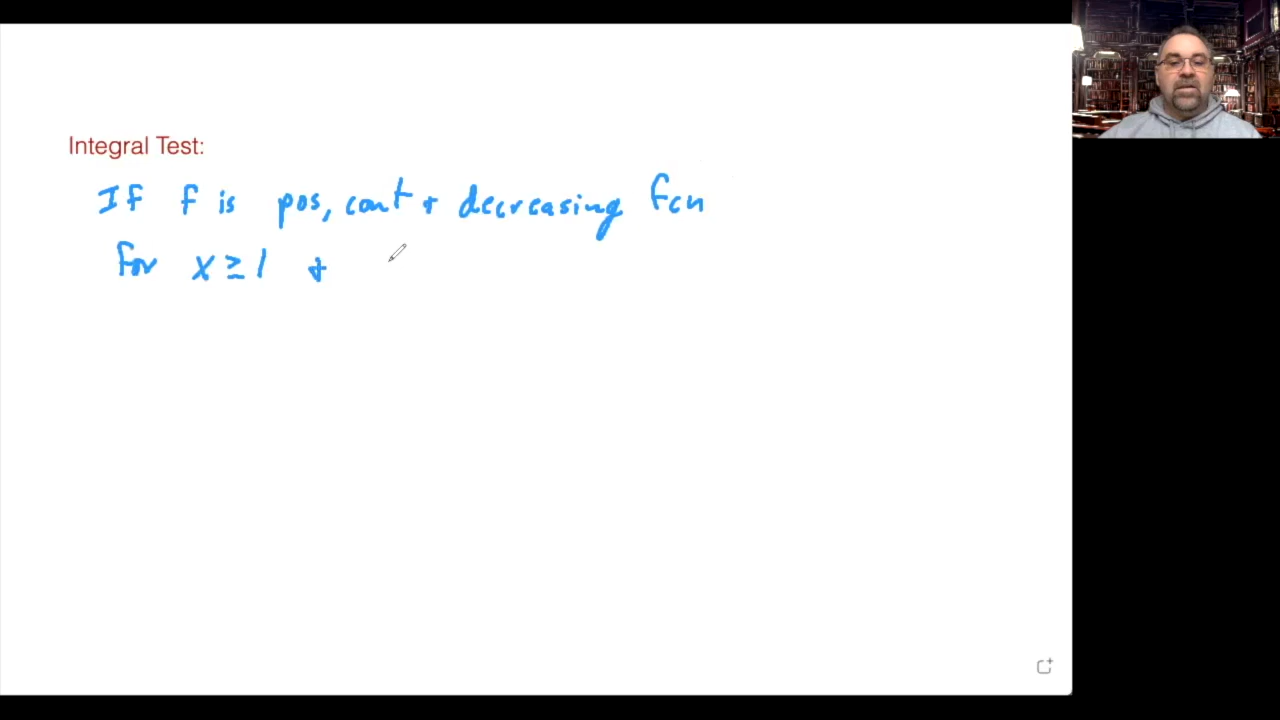 Integral Test:
If f is pos, cont + decreasing fcn
for x ≥ 1 +